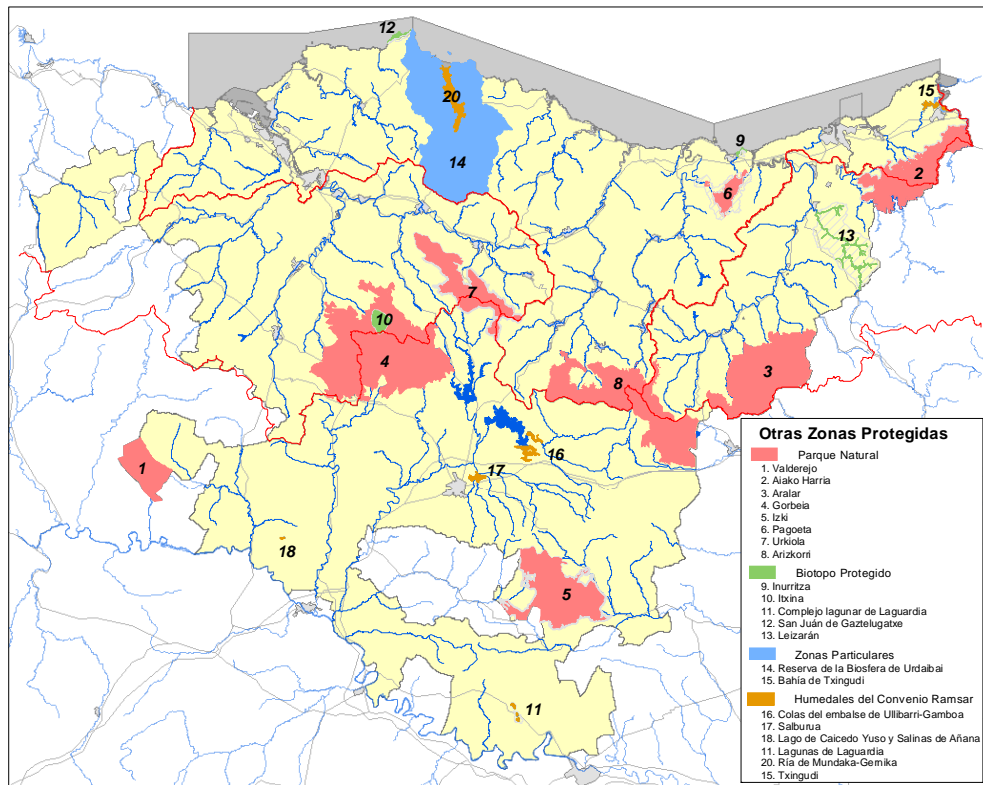 12
20
15
14
9
2
6
13
7
10
4
8
3
16
1
17
18
5
11
Otras Zonas Protegidas
Parque Natural
1. Valderejo
2. Aiako Harria
3. Aralar
4. Gorbeia
5. Izki
6. Pagoeta
7. Urkiola
8. Arizkorri
Biotopo Protegido
9. Inurritza
10. Itxina
11. Complejo lagunar de Laguardia
12. San Juán de Gaztelugatxe
13. Leizarán
Zonas Particulares
14. Reserva de la Biosfera de Urdaibai
15. Bahía de Txingudi
Humedales del Convenio Ramsar
16. Colas del embalse de Ullibarri-Gamboa
17. Salburua
18. Lago de Caicedo Yuso y Salinas de Añana
11. Lagunas de Laguardia
20. Ría de Mundaka-Gernika
15. Txingudi